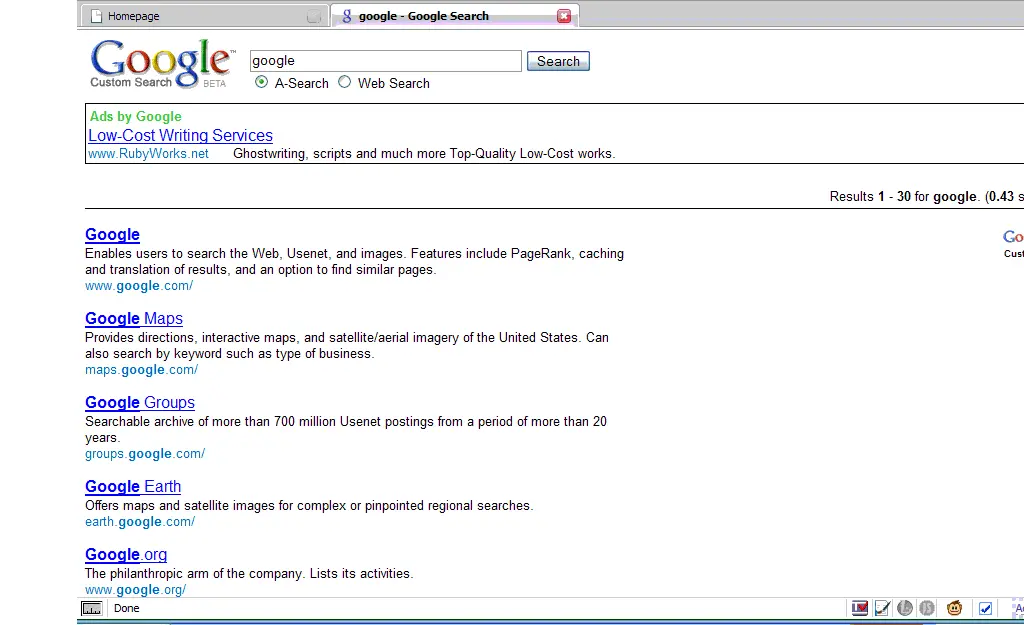 Homepage
google - Google Search
Google™
Custom Search BETA
google
Search
A-Search Web Search
Ads by Google
Low-Cost Writing Services
www.RubyWorks.net Ghostwriting, scripts and much more Top-Quality Low-Cost works.
Results 1 - 30 for google. (0.43 s
Google
Enables users to search the Web, Usenet, and images. Features include PageRank, caching
and translation of results, and an option to find similar pages.
www.google.com/
Go
Cust
Google Maps
Provides directions, interactive maps, and satellite/aerial imagery of the United States. Can
also search by keyword such as type of business.
maps.google.com/
Google Groups
Searchable archive of more than 700 million Usenet postings from a period of more than 20
years.
groups.google.com/
Google Earth
Offers maps and satellite images for complex or pinpointed regional searches.
earth.google.com/
Google.org
The philanthropic arm of the company. Lists its activities.
www.google.org/
Done